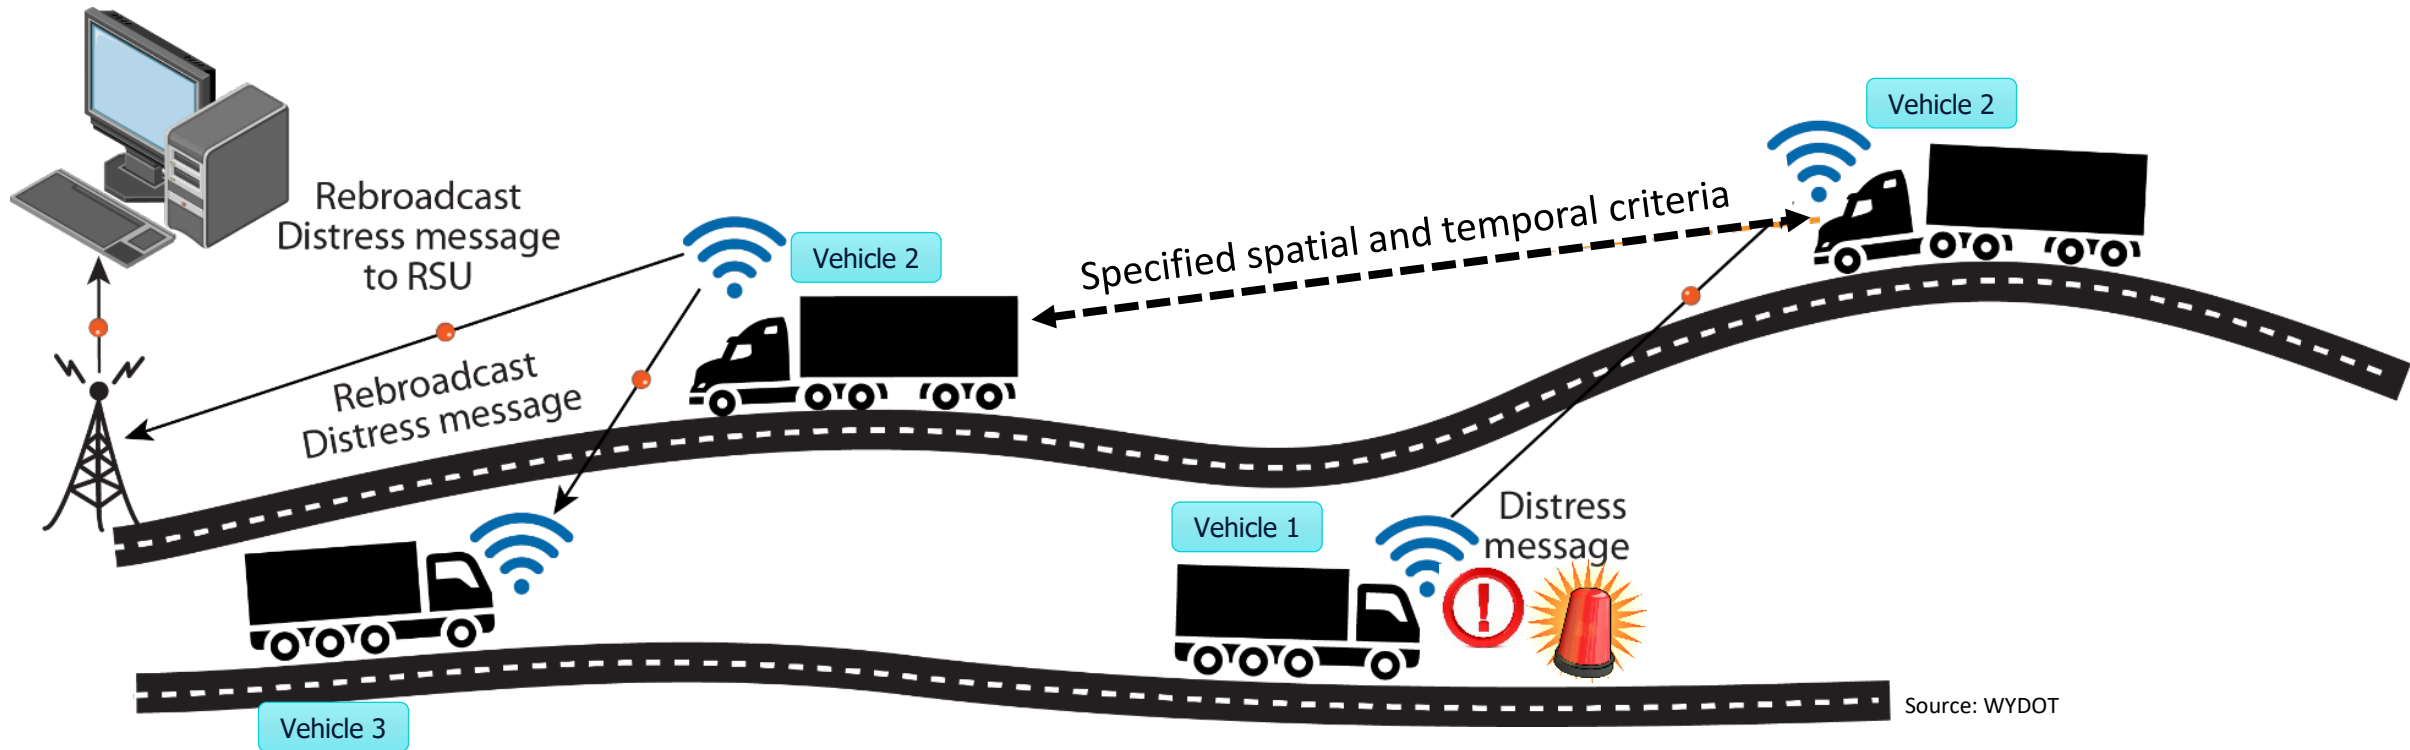 Vehicle 2
Rebroadcast
Distress message
to RSU
Vehicle 2
Specified spatial and temporal criteria
Rebroadcast
Distress message
Vehicle 1
Distress
message
Vehicle 3
Source: WYDOT